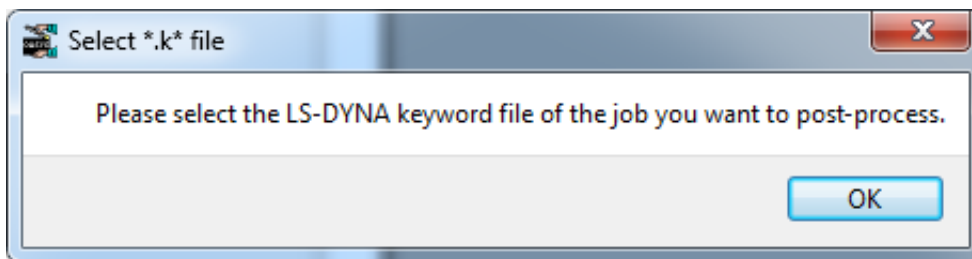 Select *.k* file
Please select the LS-DYNA keyword file of the job you want to post-process.
OK